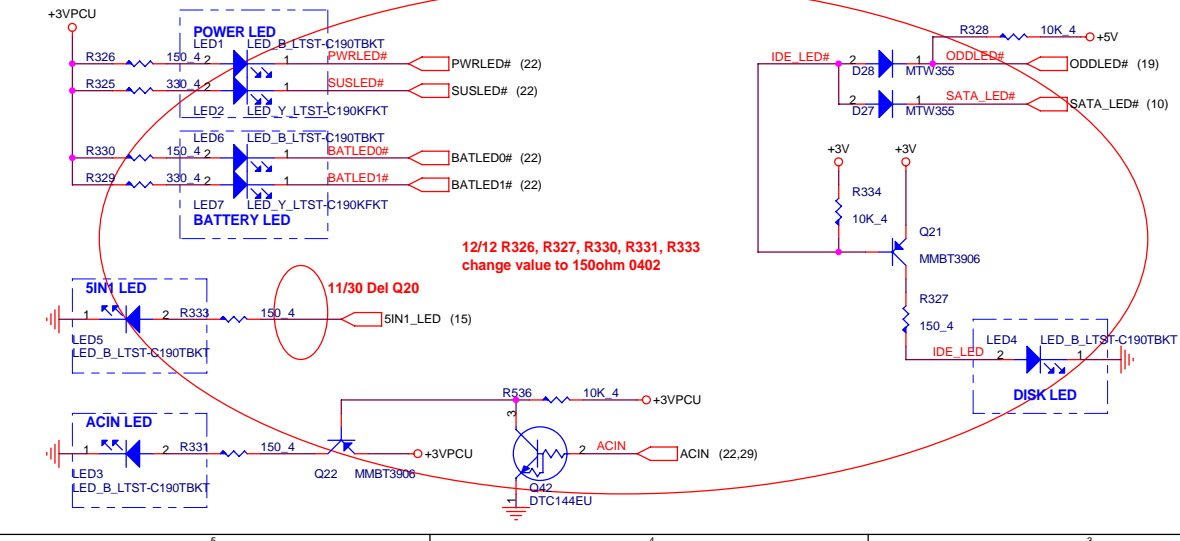 +3VPCU
POWER LED
LED1 LED_B_LTST-C190TBKT
R326 150_4 2 1 PWRLED# PWRLED# (22)
R325 330_4 2 1 SUSLED# SUSLED# (22)
LED2 LED_Y_LTST-C190KFKT
LED6 LED_B_LTST-C190TBKT
R330 150_4 2 1 BATLED0# BATLED0# (22)
R329 330_4 2 1 BATLED1# BATLED1# (22)
LED7 LED_Y_LTST-C190KFKT
BATTERY LED
R328 10K_4 +5V
IDE_LED# 2 1 ODDLED# ODDLED# (19)
D28 MTW355
2 1 SATA_LED# SATA_LED# (10)
D27 MTW355
+3V +3V
R334
10K_4
Q21
MMBT3906
R327
150_4
IDE_LED 2 LED4 LED_B_LTST-C190TBKT 1
DISK LED
12/12 R326, R327, R330, R331, R333
change value to 150ohm 0402
5IN1 LED
11/30 Del Q20
1 2 R333 150_4 5IN1_LED (15)
LED5
LED_B_LTST-C190TBKT
R536 10K_4 +3VPCU
ACIN LED
3
1 2 R331 150_4 +3VPCU
2 ACIN ACIN (22,29)
LED3
LED_B_LTST-C190TBKT
Q22 MMBT3906
Q42
DTC144EU
1
5 4 3